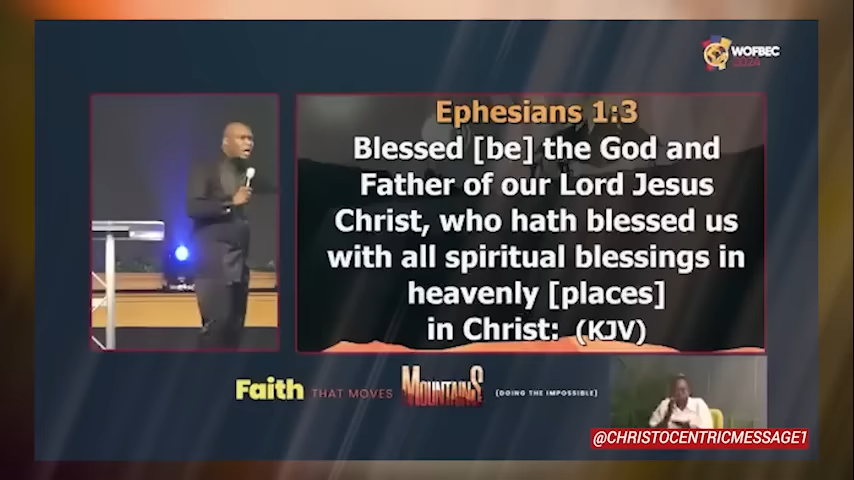 WOFBEC
2024
Ephesians 1:3
Blessed [be] the God and
Father of our Lord Jesus
Christ, who hath blessed us
with all spiritual blessings in
heavenly [places]
in Christ: (KJV)
Faith THAT MOVES MOUNTAINS (DOING THE IMPOSSIBLE)
@CHRISTOCENTRICMESSAGE1